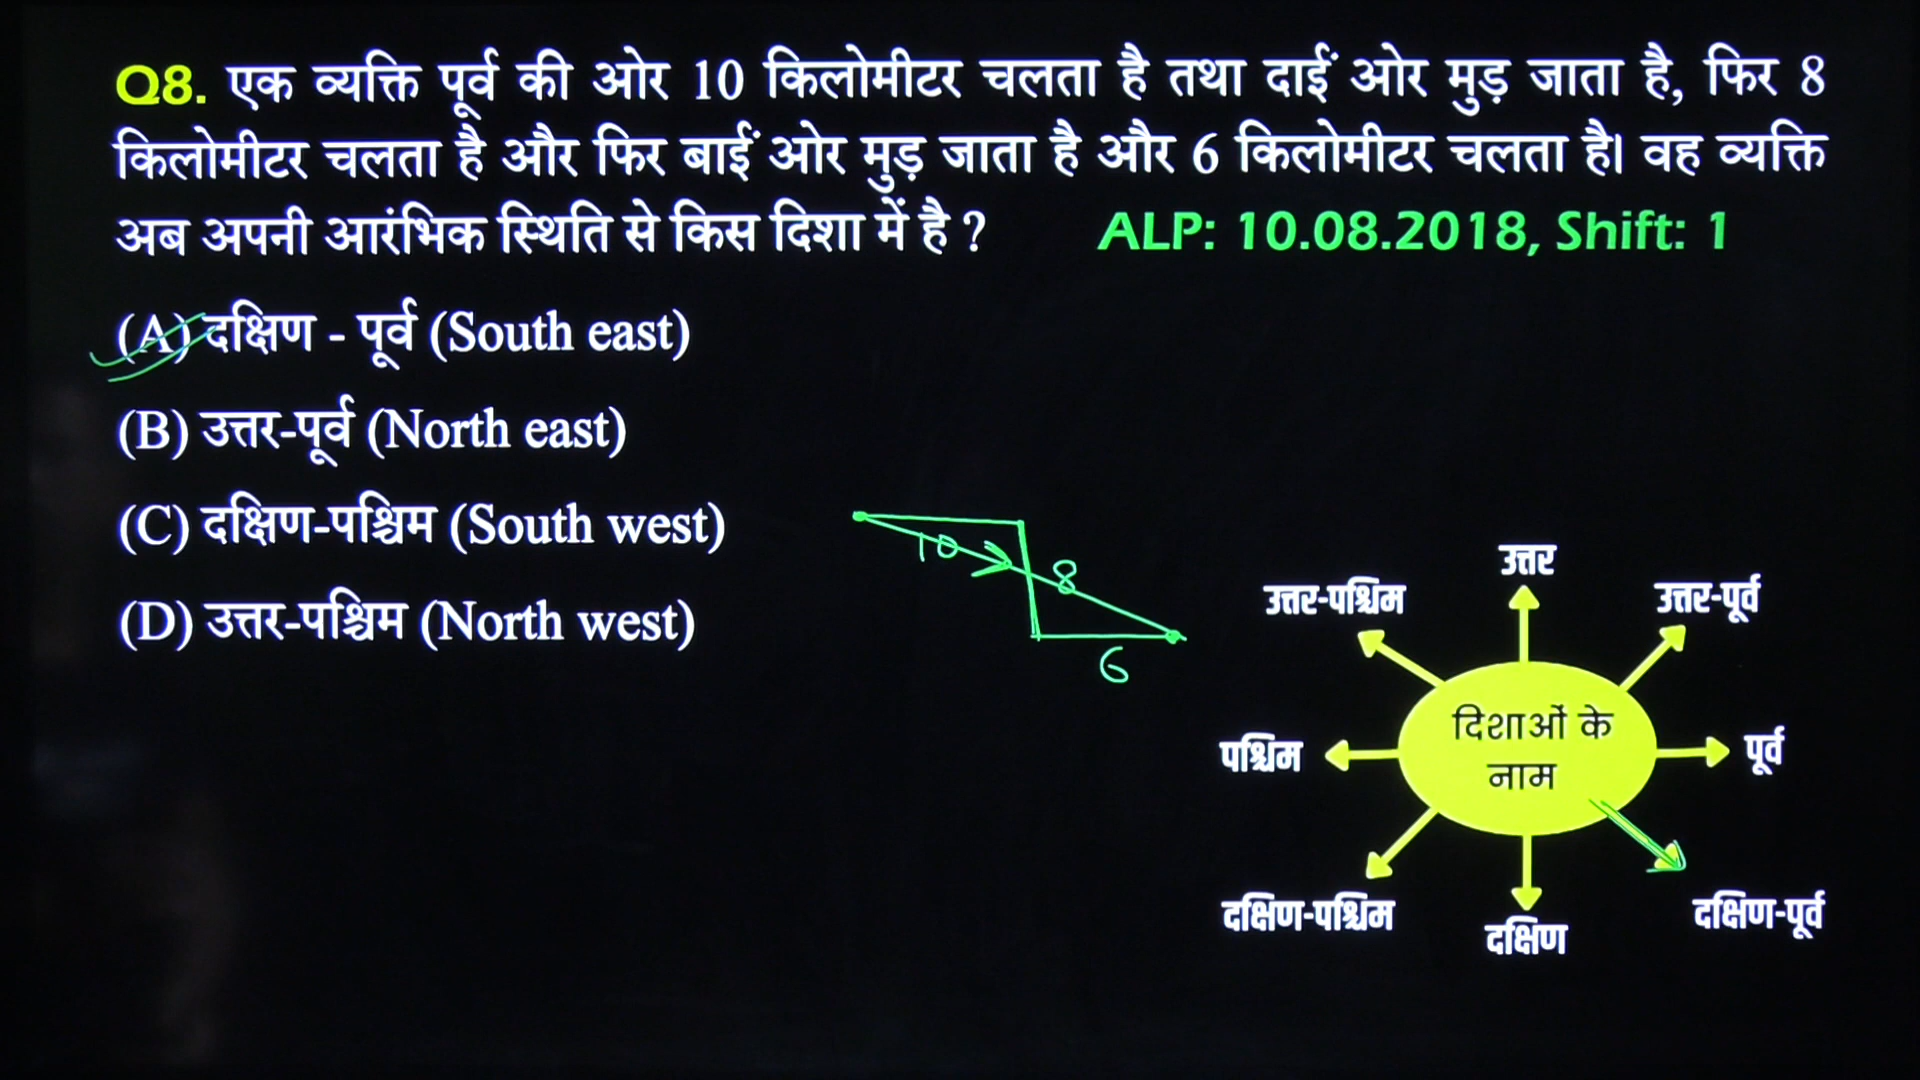 Q8. एक व्यक्ति पूर्व की ओर 10 किलोमीटर चलता है तथा दाईं ओर मुड़ जाता है, फिर 8
किलोमीटर चलता है और फिर बाईं ओर मुड़ जाता है और 6 किलोमीटर चलता है। वह व्यक्ति
अब अपनी आरंभिक स्थिति से किस दिशा में है ? ALP: 10.08.2018, Shift: 1
(A) दक्षिण - पूर्व (South east)
(B) उत्तर-पूर्व (North east)
(C) दक्षिण-पश्चिम (South west)
(D) उत्तर-पश्चिम (North west)
10
8
6
उत्तर
उत्तर-पश्चिम
उत्तर-पूर्व
दिशाओं के
नाम
पश्चिम
पूर्व
दक्षिण-पश्चिम
दक्षिण
दक्षिण-पूर्व